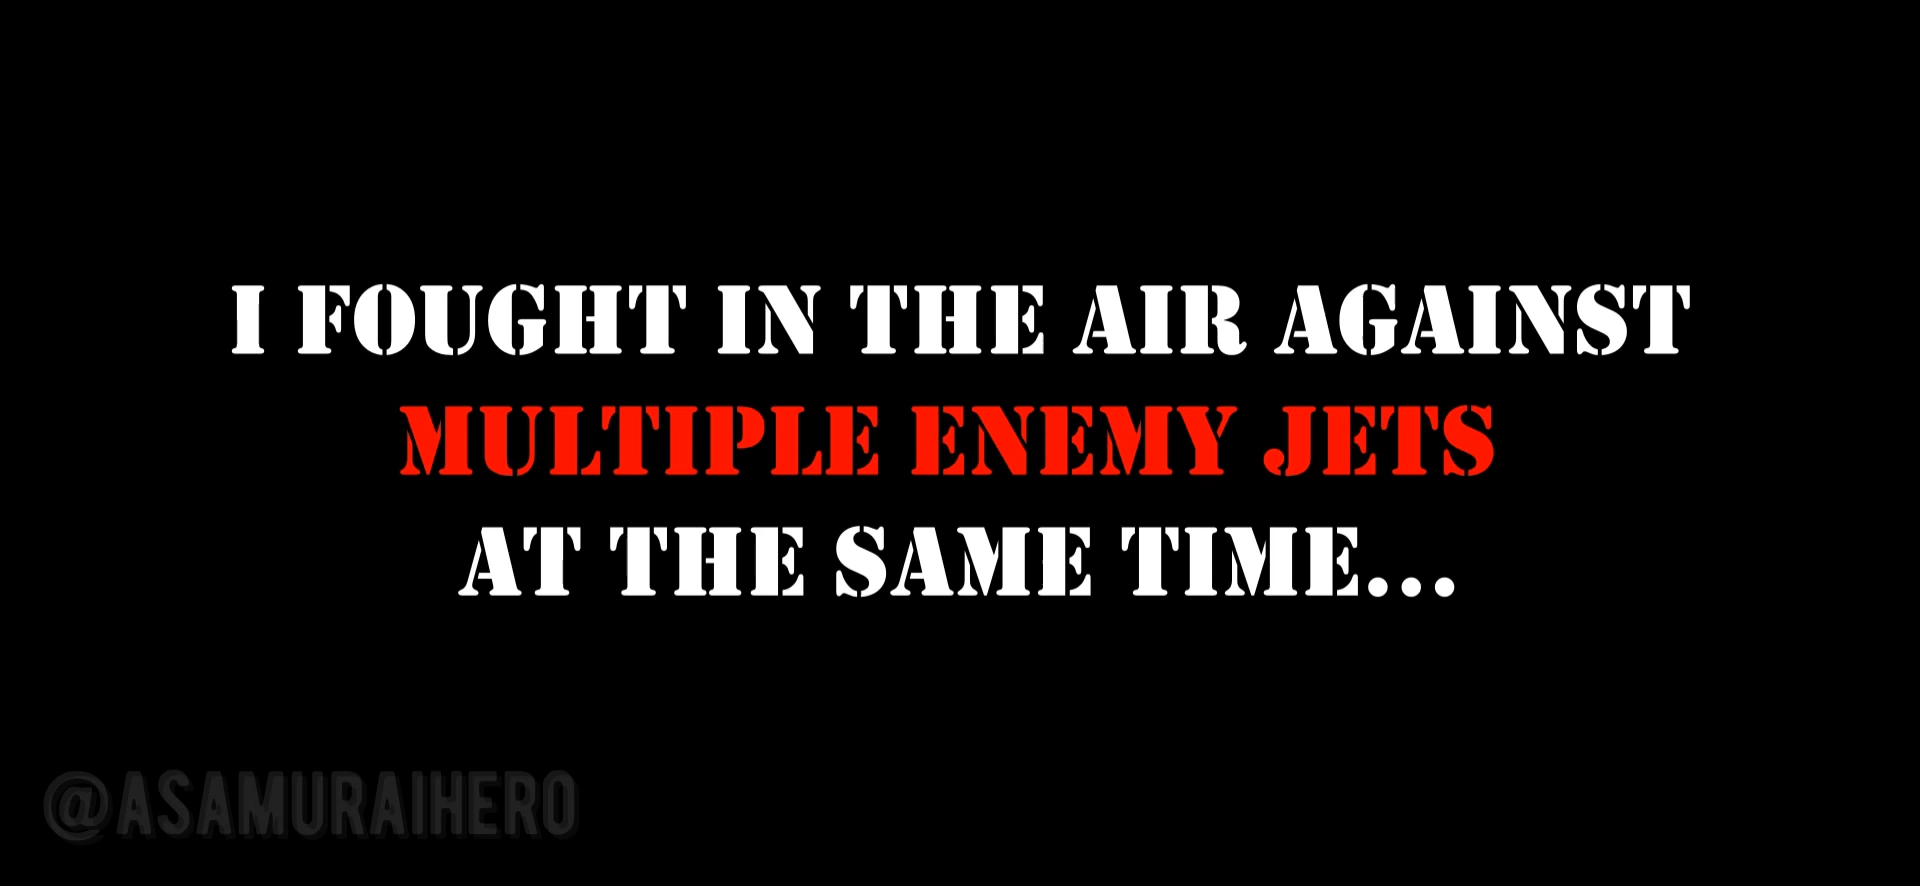 I FOUGHT IN THE AIR AGAINST
MULTIPLE ENEMY JETS
AT THE SAME TIME...
@ASAMURAIHERO